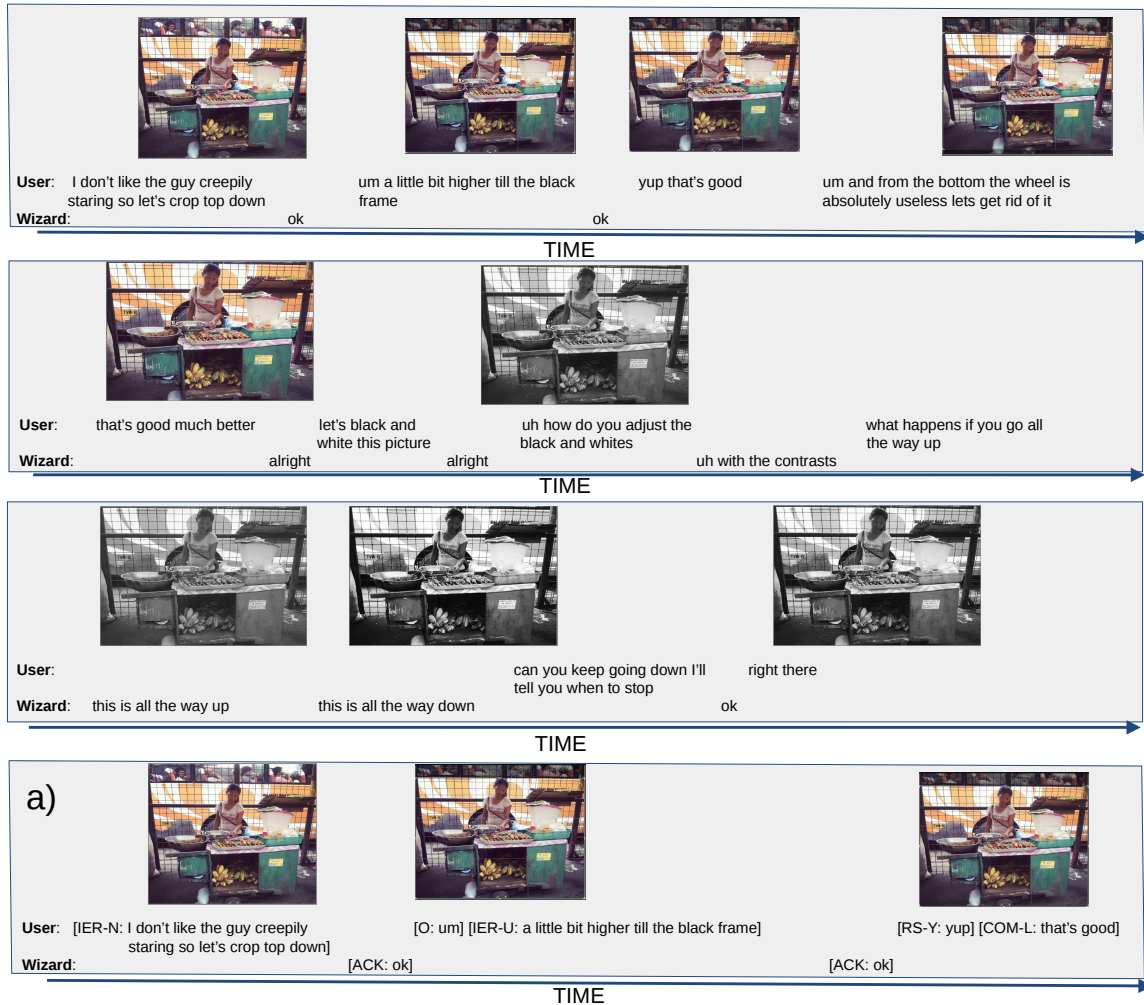 User: I don't like the guy creepily
staring so let's crop top down
um a little bit higher till the black
frame
yup that's good
um and from the bottom the wheel is
absolutely useless lets get rid of it
Wizard: ok ok
TIME
User: that's good much better
let's black and
white this picture
uh how do you adjust the
black and whites
what happens if you go all
the way up
Wizard: alright alright uh with the contrasts
TIME
User:
can you keep going down I'll
tell you when to stop
right there
Wizard: this is all the way up this is all the way down ok
TIME
a)
User: [IER-N: I don't like the guy creepily
staring so let's crop top down]
[O: um] [IER-U: a little bit higher till the black frame]
[RS-Y: yup] [COM-L: that's good]
Wizard: [ACK: ok] [ACK: ok]
TIME